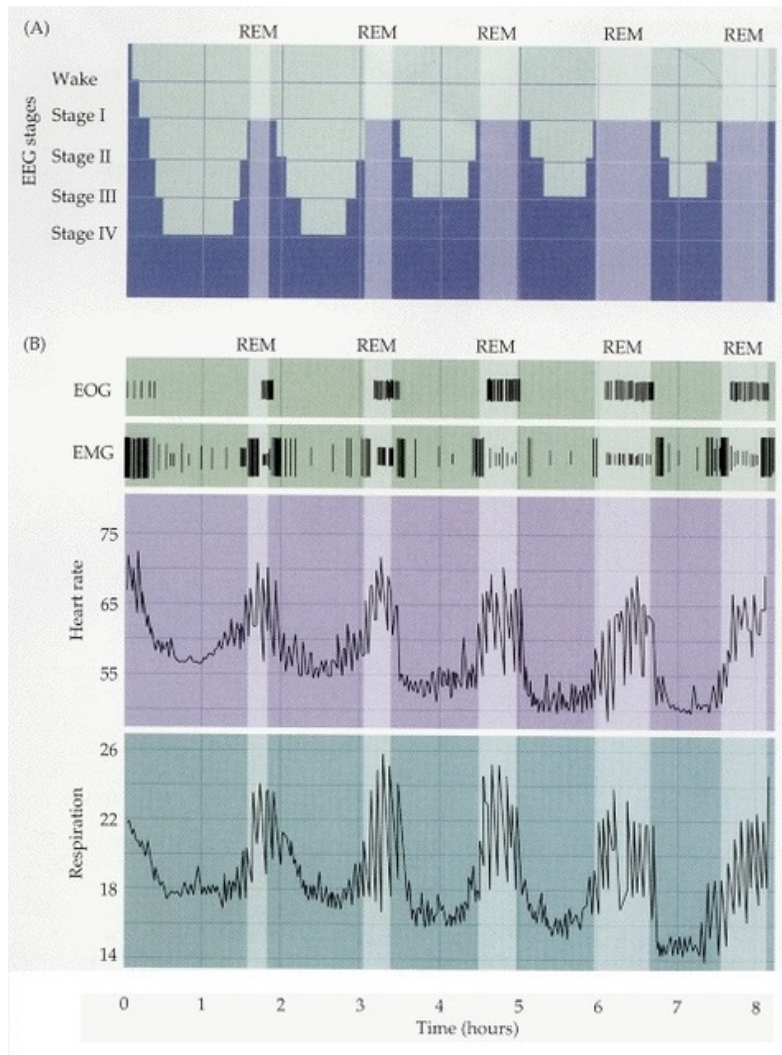 (A)
REM REM REM REM REM
EEG stages
Wake
Stage I
Stage II
Stage III
Stage IV
(B)
REM REM REM REM REM
EOG
EMG
Heart rate
75
65
55
Respiration
26
22
18
14
0 1 2 3 4 5 6 7 8
Time (hours)